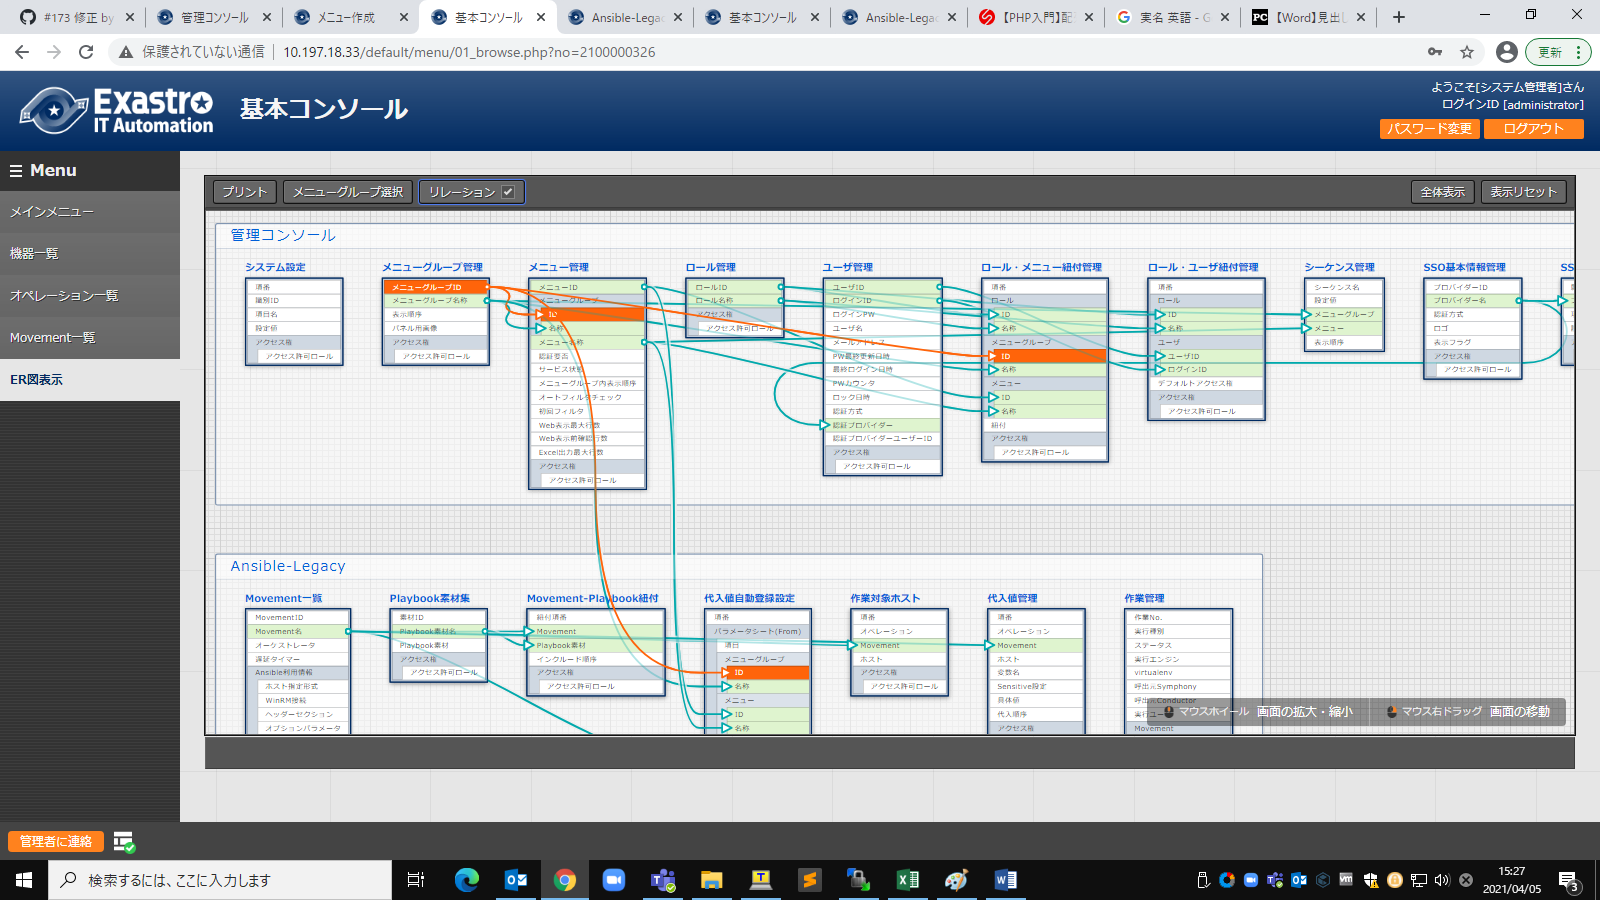 #173 修正 by
管理コンソール
メニュー作成
基本コンソール
Ansible-Legac
基本コンソール
Ansible-Legac
【PHP入門】配
実名 英語 - G
【Word】見出し
保護されていない通信
10.197.18.33/default/menu/01_browse.php?no=2100000326
更新
Exastro
IT Automation
基本コンソール
ようこそ[システム管理者]さん
ログインID [administrator]
パスワード変更
ログアウト
Menu
メインメニュー
機器一覧
オペレーション一覧
Movement一覧
ER図表示
プリント
メニューグループ選択
リレーション
全体表示
表示リセット
管理コンソール
システム設定
項番
識別ID
項目名
設定値
アクセス権
アクセス許可ロール
メニューグループ管理
メニューグループID
メニューグループ名称
表示順序
パネル用画像
アクセス権
アクセス許可ロール
メニュー管理
メニューID
メニューグループ
ID
名称
メニュー名称
認証要否
サービス状態
メニューグループ内表示順序
オートフィルタチェック
初回フィルタ
Web表示最大行数
Web表示前確認行数
Excel出力最大行数
アクセス権
アクセス許可ロール
ロール管理
ロールID
ロール名称
アクセス権
アクセス許可ロール
ユーザ管理
ユーザID
ログインID
ログインPW
ユーザ名
メールアドレス
PW最終更新日時
最終ログイン日時
PWカウンタ
ロック日時
認証方式
認証プロバイダー
認証プロバイダーユーザーID
アクセス権
アクセス許可ロール
ロール・メニュー紐付管理
項番
ロール
ID
名称
メニューグループ
ID
名称
メニュー
ID
名称
紐付
アクセス権
アクセス許可ロール
ロール・ユーザ紐付管理
項番
ロール
ID
名称
ユーザ
ユーザID
ログインID
デフォルトアクセス権
アクセス権
アクセス許可ロール
シーケンス管理
シーケンス名
設定値
メニューグループ
メニュー
表示順序
SSO基本情報管理
プロバイダーID
プロバイダー名
認証方式
ロゴ
表示フラグ
アクセス権
アクセス許可ロール
Ansible-Legacy
Movement一覧
MovementID
Movement名
オーケストレータ
遅延タイマー
Ansible利用情報
ホスト指定形式
WinRM接続
ヘッダーセクション
オプションパラメータ
Playbook素材集
素材ID
Playbook素材名
Playbook素材
アクセス権
アクセス許可ロール
Movement-Playbook紐付
紐付項番
Movement
Playbook素材
インクルード順序
アクセス権
アクセス許可ロール
代入値自動登録設定
項番
パラメータシート(From)
項目
メニューグループ
ID
名称
メニュー
ID
名称
作業対象ホスト
項番
オペレーション
Movement
ホスト
アクセス権
アクセス許可ロール
代入値管理
項番
オペレーション
Movement
ホスト
変数名
Sensitive設定
具体値
代入順序
アクセス権
作業管理
作業No.
実行種別
ステータス
実行エンジン
virtualenv
呼出元Symphony
呼出元Conductor
実行ユーザ
Movement
マウスホイール 画面の拡大・縮小
マウス右ドラッグ 画面の移動
管理者に連絡
検索するには、ここに入力します
15:27
2021/04/05
3